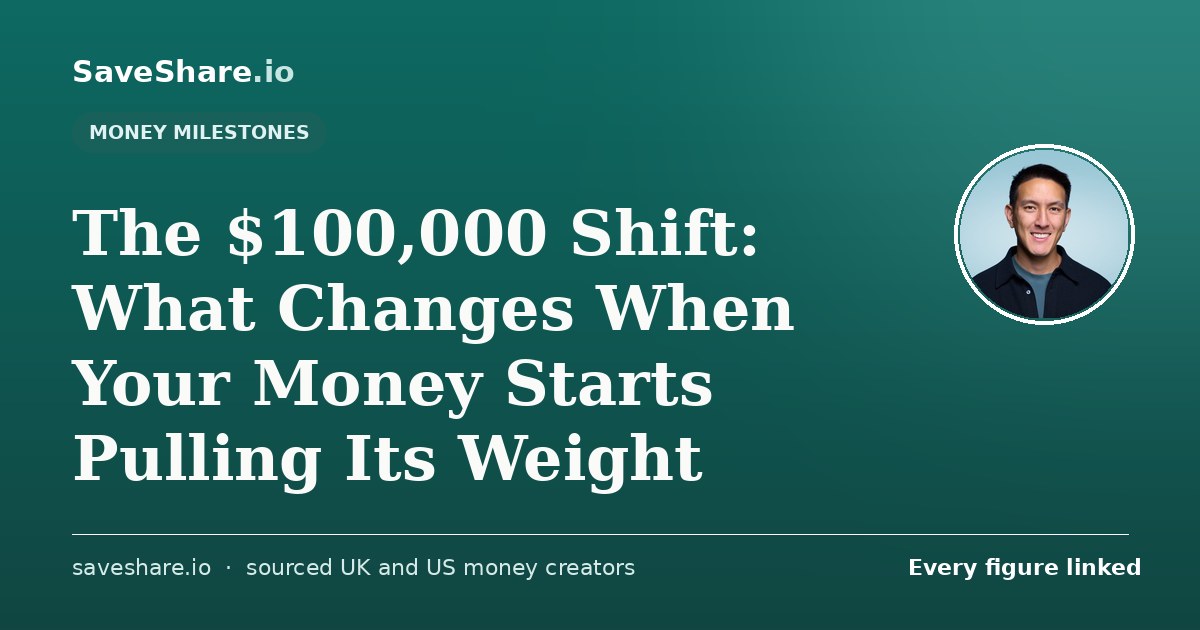 SaveShare.io
MONEY MILESTONES
The $100,000 Shift:
What Changes When
Your Money Starts
Pulling Its Weight
saveshare.io · sourced UK and US money creators
Every figure linked